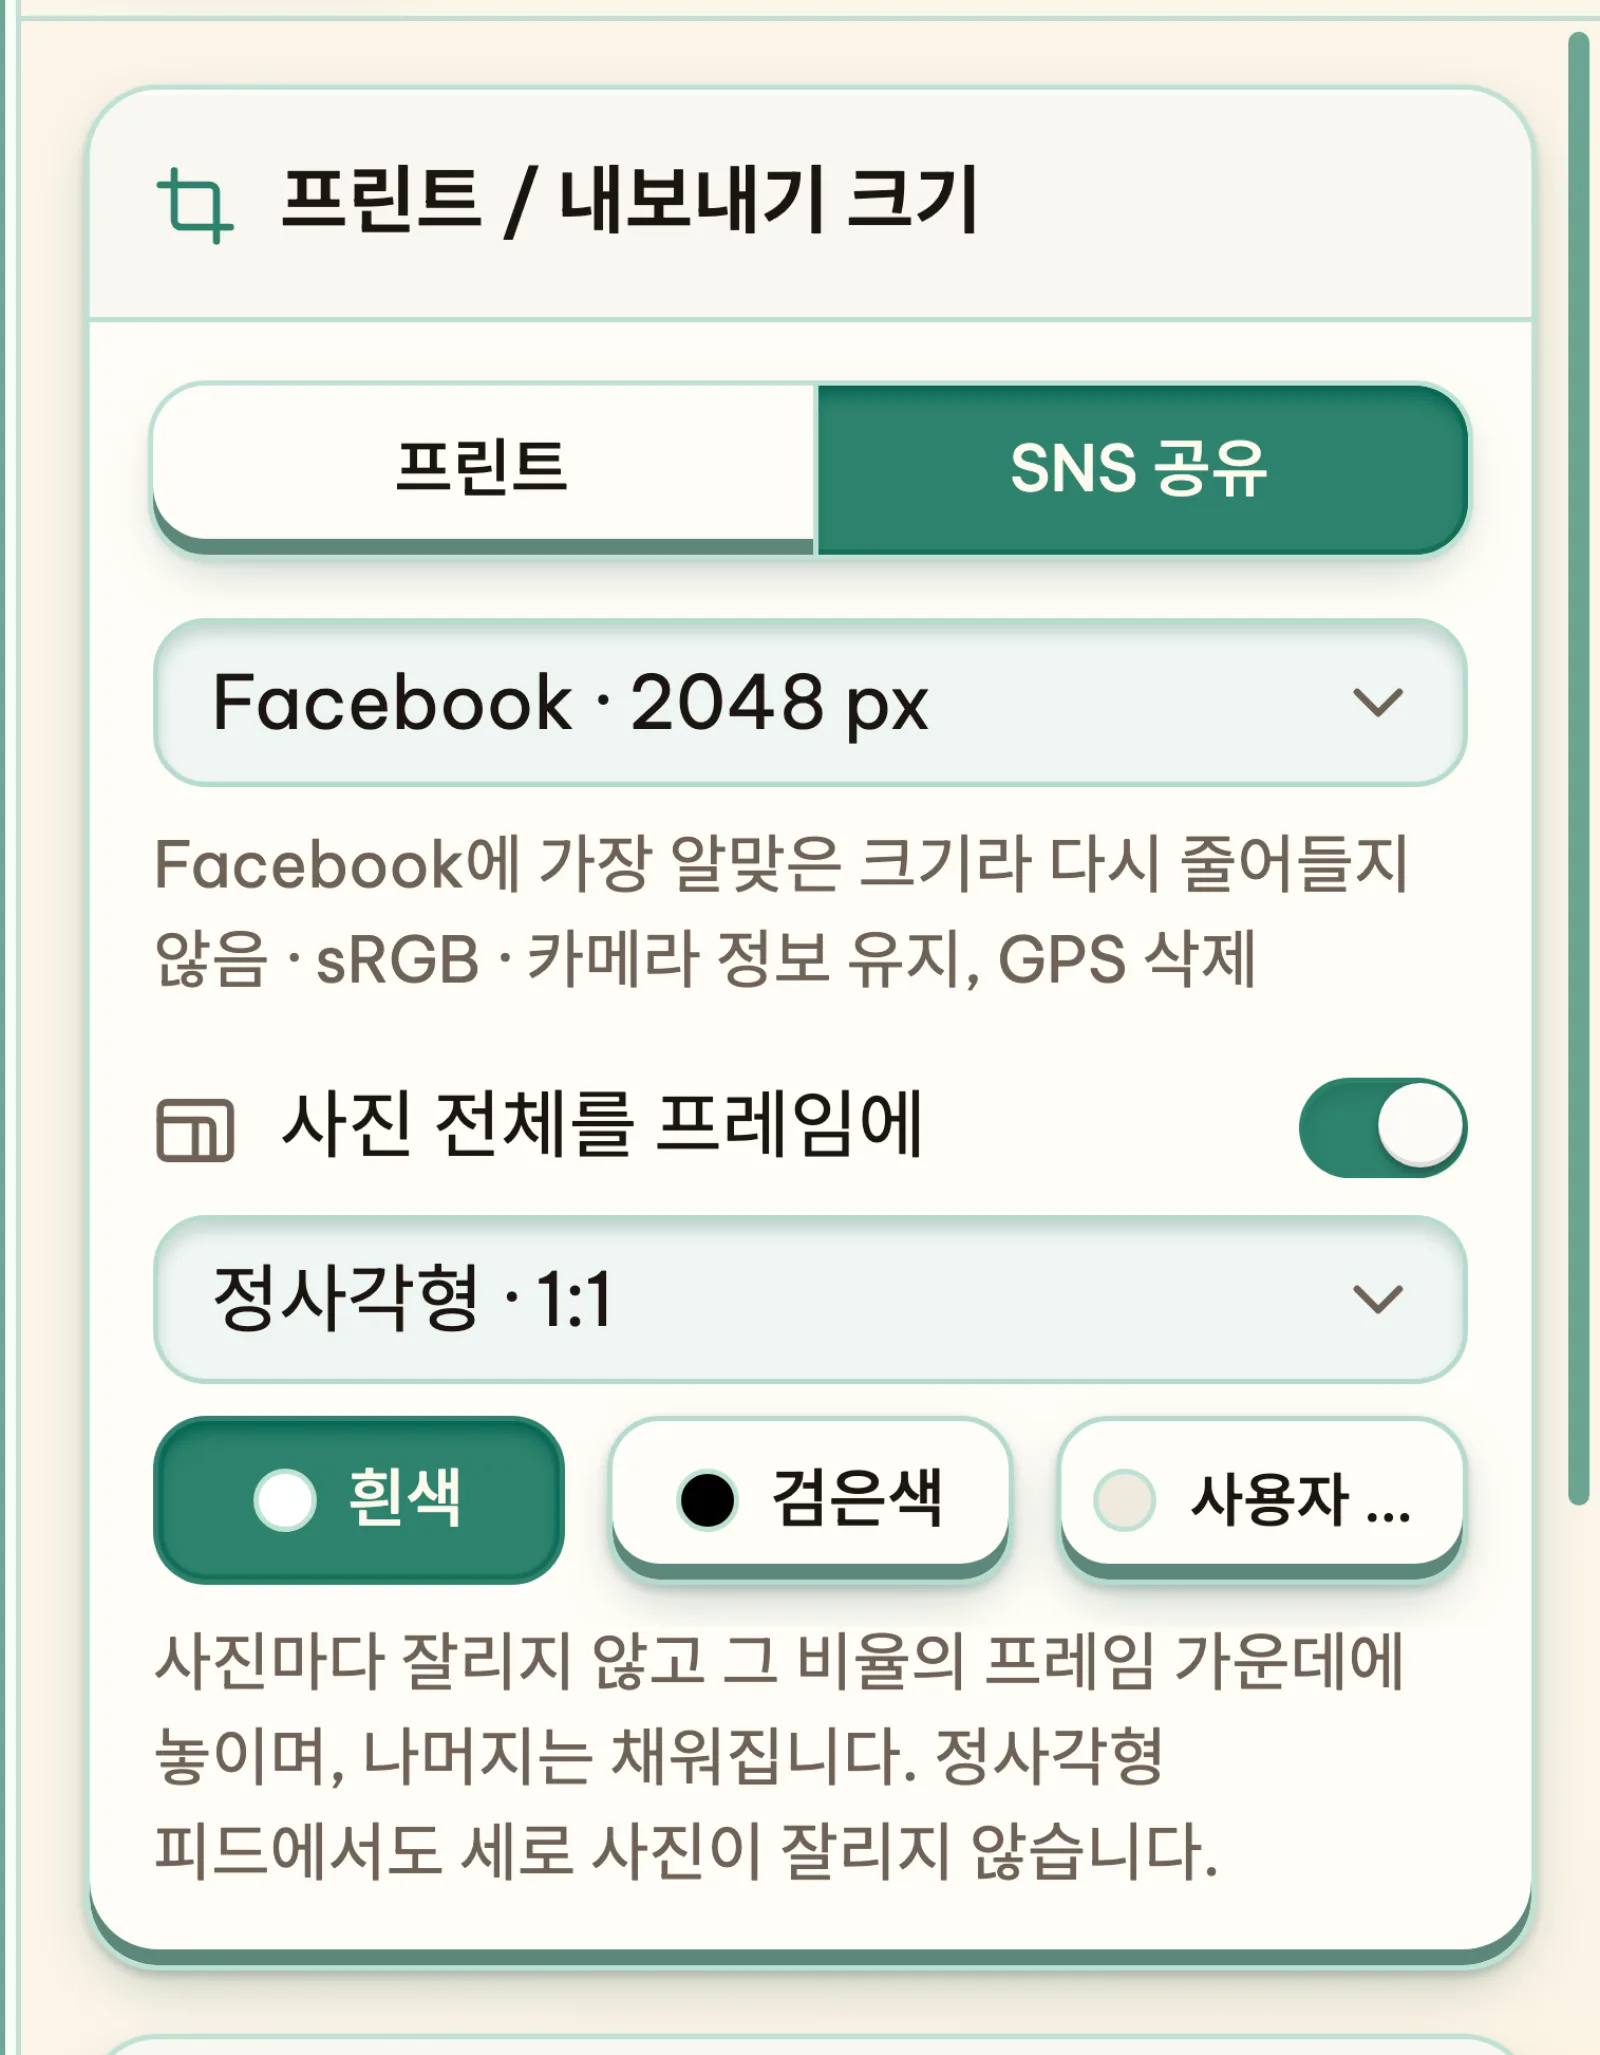 프린트 / 내보내기 크기
프린트
SNS 공유
Facebook · 2048 px
Facebook에 가장 알맞은 크기라 다시 줄어들지
않음 · sRGB · 카메라 정보 유지, GPS 삭제
사진 전체를 프레임에
정사각형 · 1:1
흰색
검은색
사용자 ...
사진마다 잘리지 않고 그 비율의 프레임 가운데에
놓이며, 나머지는 채워집니다. 정사각형
피드에서도 세로 사진이 잘리지 않습니다.